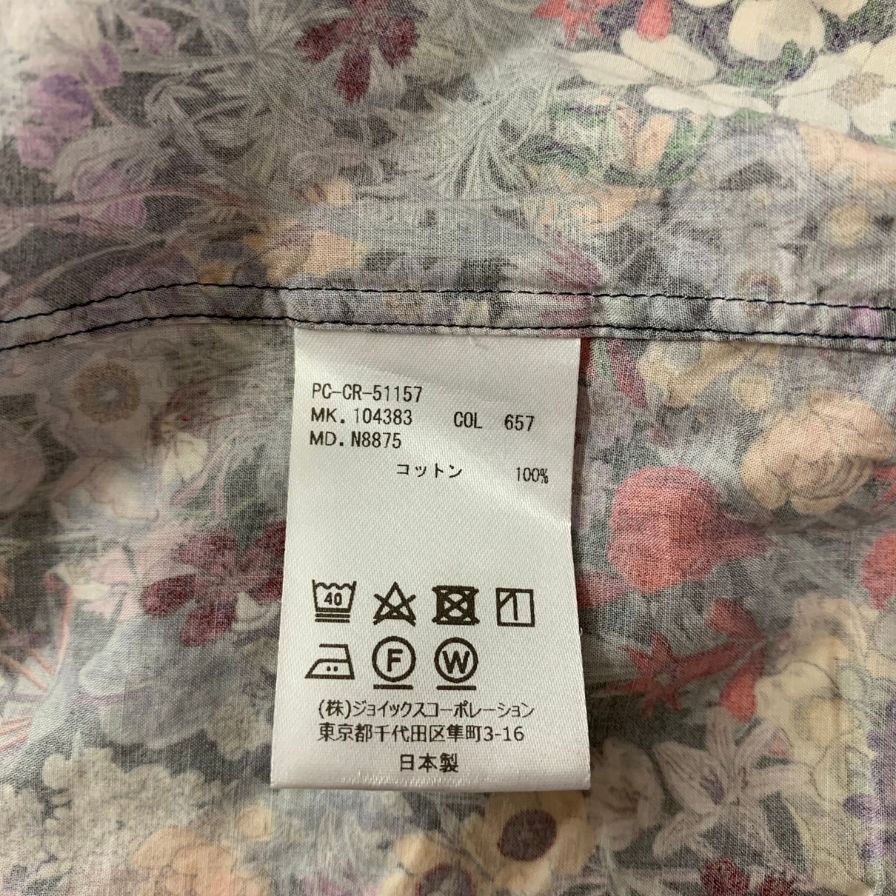 PC-CR-51157
MK. 104383 COL 657
MD. N8875
コットン 100%
40
F W
(株)ジョイックスコーポレーション
東京都千代田区隼町3-16
日本製